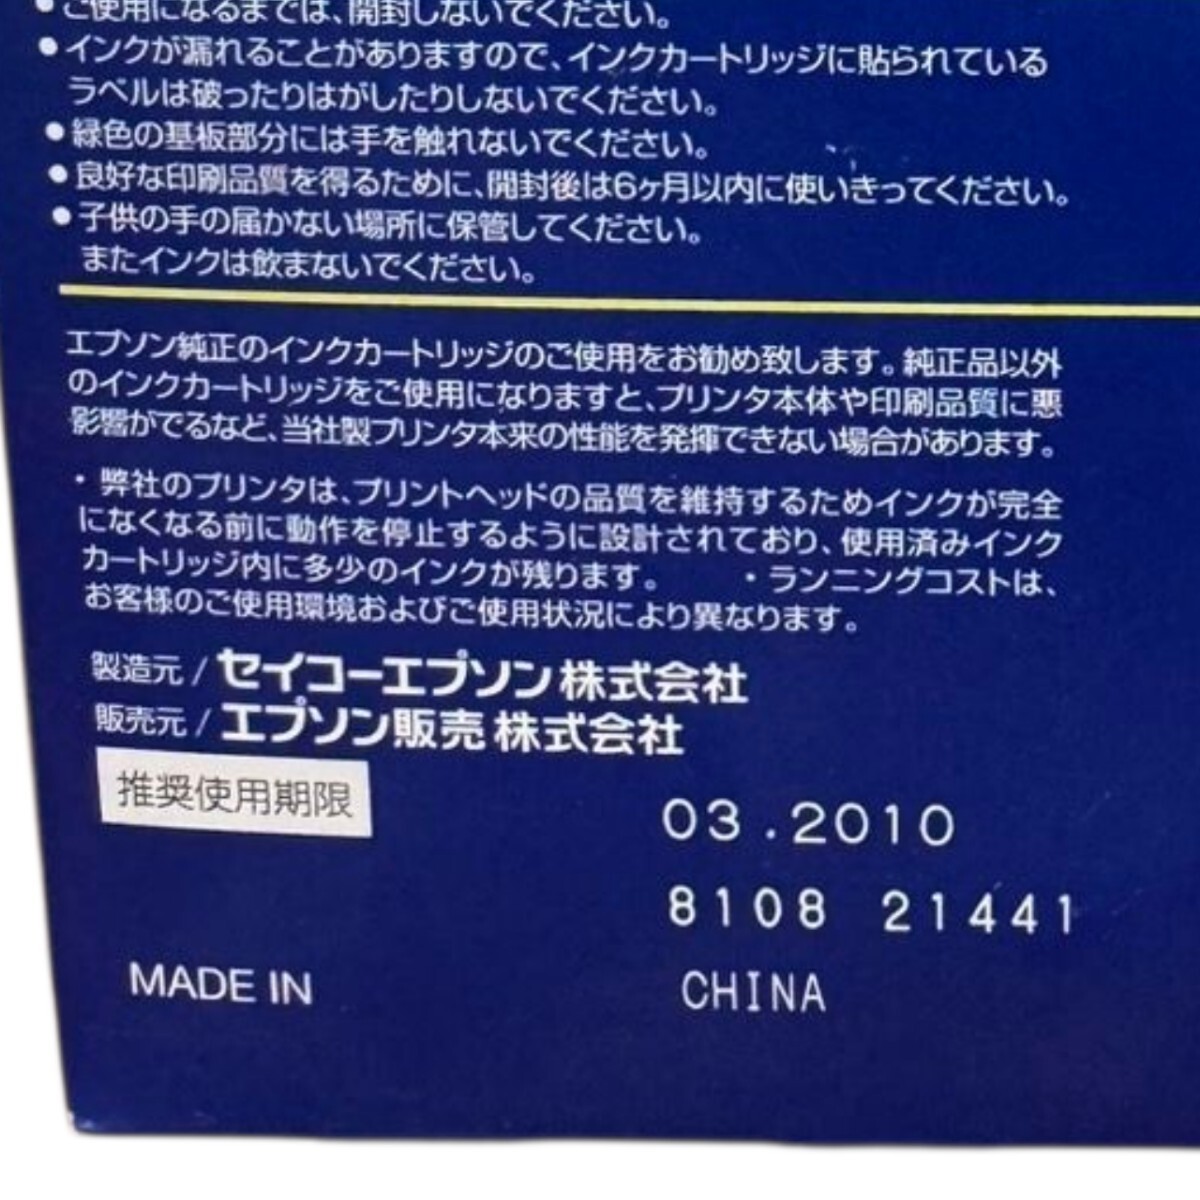 ●ご使用になるまでは、開封しないでください。
●インクが漏れることがありますので、インクカートリッジに貼られている
ラベルは破ったりはがしたりしないでください。
●緑色の基板部分には手を触れないでください。
●良好な印刷品質を得るために、開封後は6ヶ月以内に使いきってください。
●子供の手の届かない場所に保管してください。
またインクは飲まないでください。
エプソン純正のインクカートリッジのご使用をお勧め致します。純正品以外
のインクカートリッジをご使用になりますと、プリンタ本体や印刷品質に悪
影響がでるなど、当社製プリンタ本来の性能を発揮できない場合があります。
・弊社のプリンタは、プリントヘッドの品質を維持するためインクが完全
になくなる前に動作を停止するように設計されており、使用済みインク
カートリッジ内に多少のインクが残ります。 ・ランニングコストは、
お客様のご使用環境およびご使用状況により異なります。
製造元/セイコーエプソン株式会社
販売元/エプソン販売株式会社
推奨使用期限 03.2010
8108 21441
MADE IN CHINA